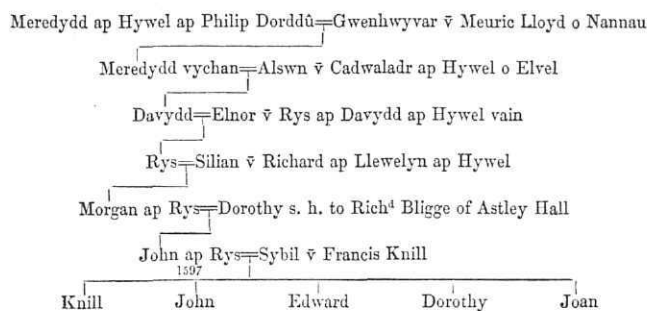 Meredydd ap Hywel ap Philip Dorddû=Gwenhwyvar v̄ Meuric Lloyd o Nannau
Meredydd vychan=Alswn v̄ Cadwaladr ap Hywel o Elvel
Davydd=Elnor v̄ Rys ap Davydd ap Hywel vain
Rys=Silian v̄ Richard ap Llewelyn ap Hywel
Morgan ap Rys=Dorothy s. h. to Richᵈ Bligge of Astley Hall
John ap Rys=Sybil v̄ Francis Knill
1597
Knill John Edward Dorothy Joan